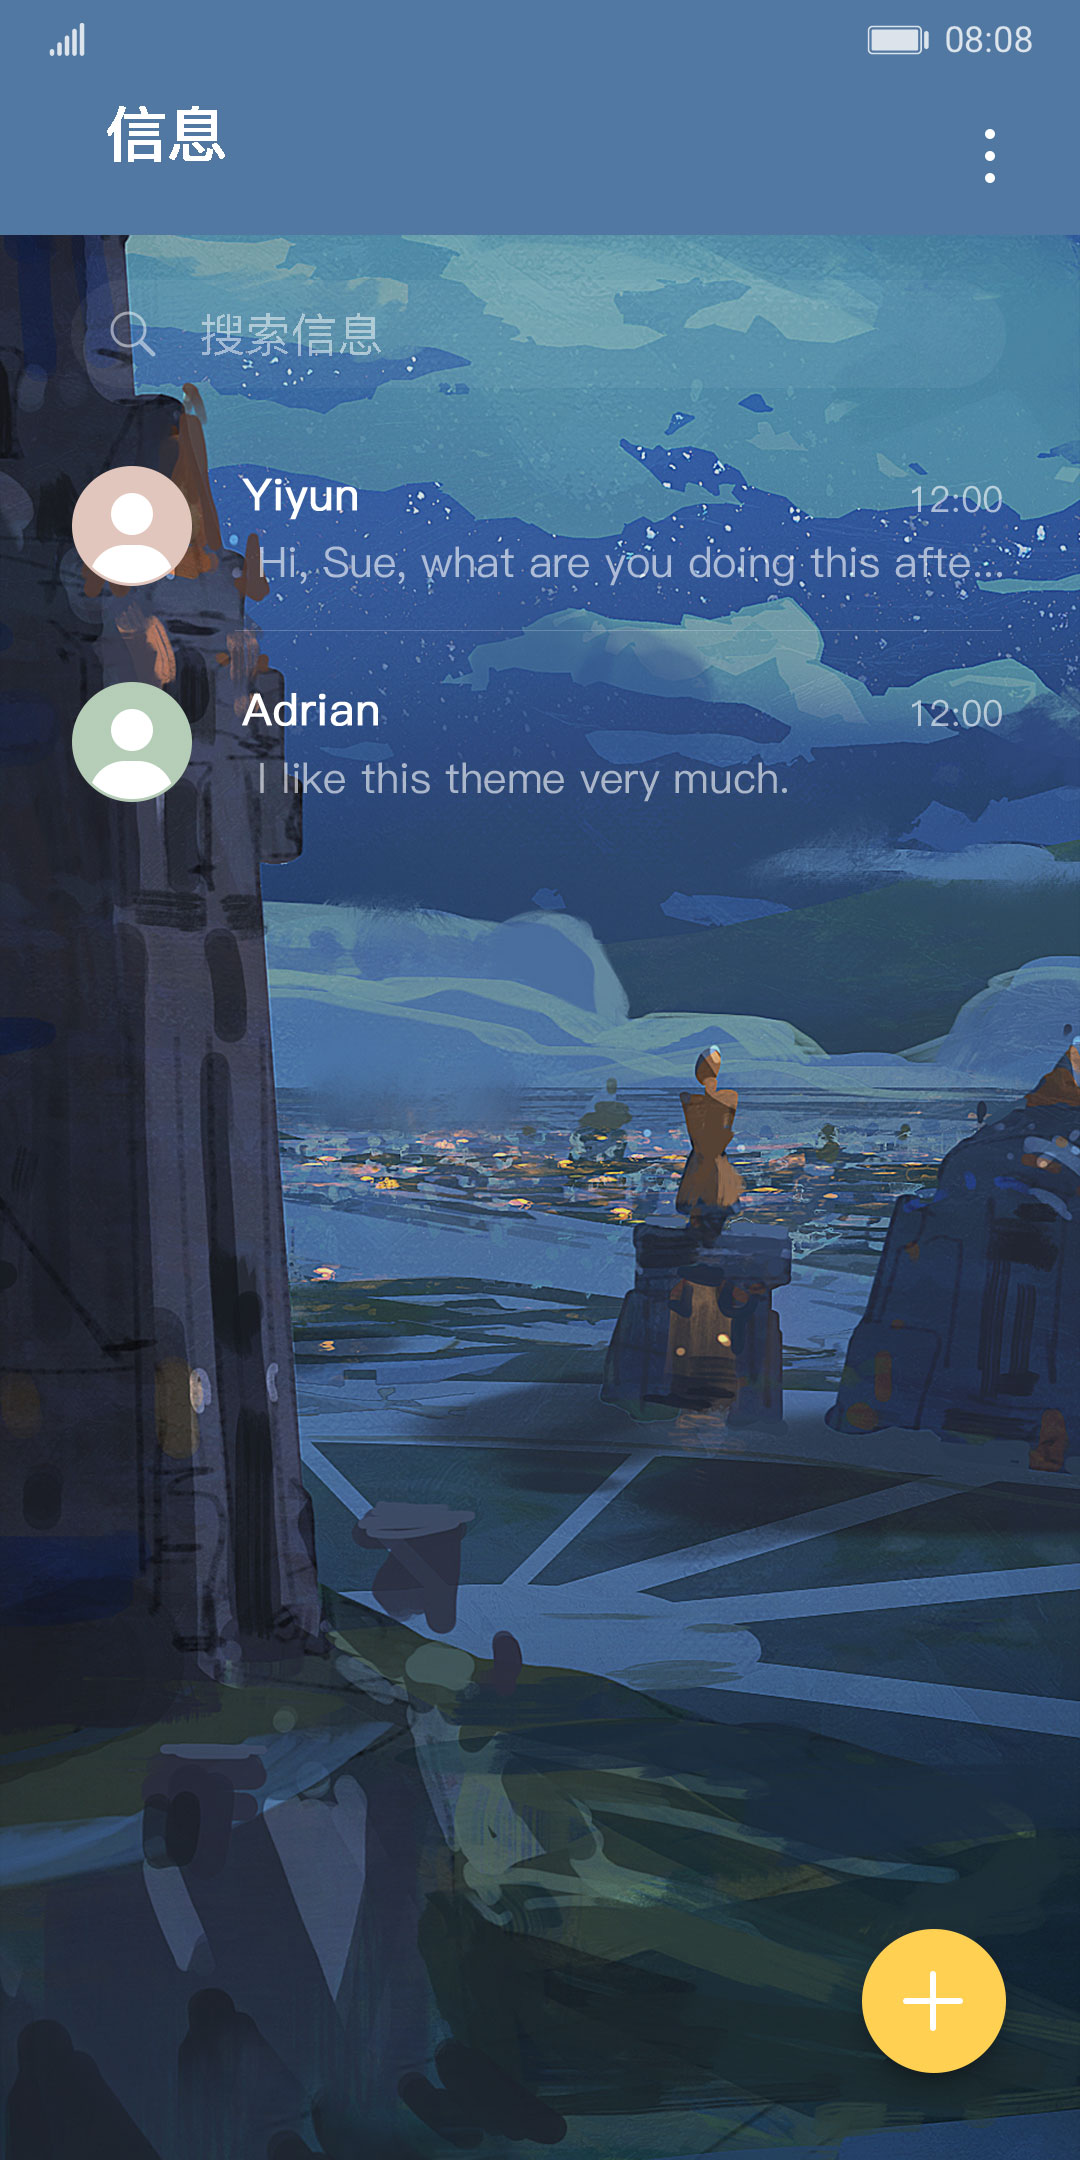 08:08
信息
搜索信息
Yiyun 12:00
Hi, Sue, what are you doing this afte...
Adrian 12:00
I like this theme very much.